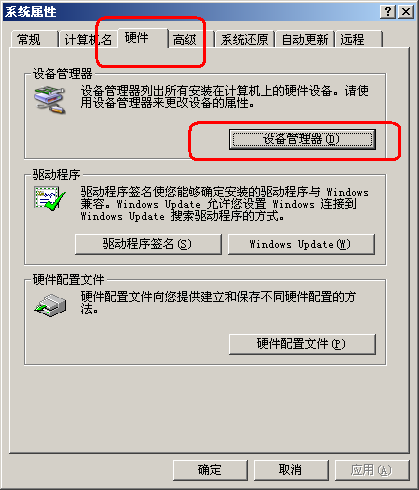 系统属性
常规 计算机名 硬件 高级 系统还原 自动更新 远程
设备管理器
设备管理器列出所有安装在计算机上的硬件设备。请使
用设备管理器来更改设备的属性。
设备管理器(D)
驱动程序
驱动程序签名使您能够确定安装的驱动程序与 Windows
兼容。Windows Update 允许您设置 Windows 连接到
Windows Update 搜索驱动程序的方式。
驱动程序签名(S) Windows Update(W)
硬件配置文件
硬件配置文件向您提供建立和保存不同硬件配置的方
法。
硬件配置文件(P)
确定 取消 应用(A)